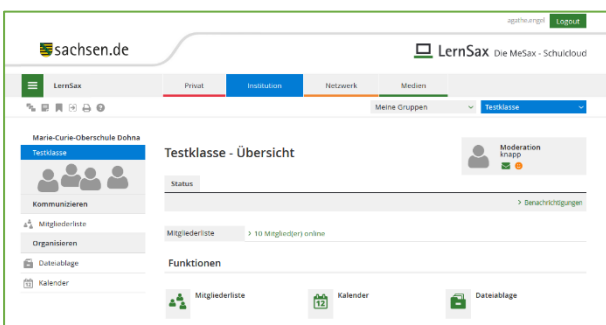 agathe.engel Logout
sachsen.de
LernSax Die MeSax - Schulcloud
LernSax Privat Institution Netzwerk Medien
Meine Gruppen Testklasse
Marie-Curie-Oberschule Dohna
Testklasse
Kommunizieren
Mitgliederliste
Organisieren
Dateiablage
Kalender
Testklasse - Übersicht
Moderation
knapp
Status
> Benachrichtigungen
Mitgliederliste > 10 Mitglied(er) online
Funktionen
Mitgliederliste 12 Kalender Dateiablage